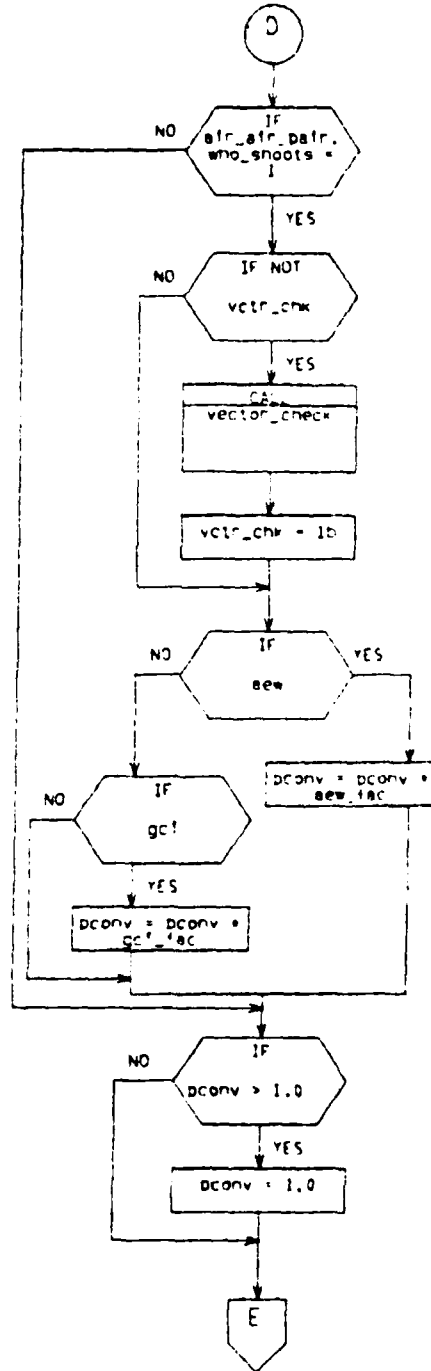 D
IF
NO
air_air_pair.
who_shoots =
1
YES
IF NOT
NO
vctr_chk
YES
CALL
vector_check
vctr_chk = 1b
IF
NO
YES
aew
pconv = pconv *
aew_fac
IF
NO
gci
YES
pconv = pconv *
gci_fac
IF
NO
pconv > 1.0
YES
pconv = 1.0
E